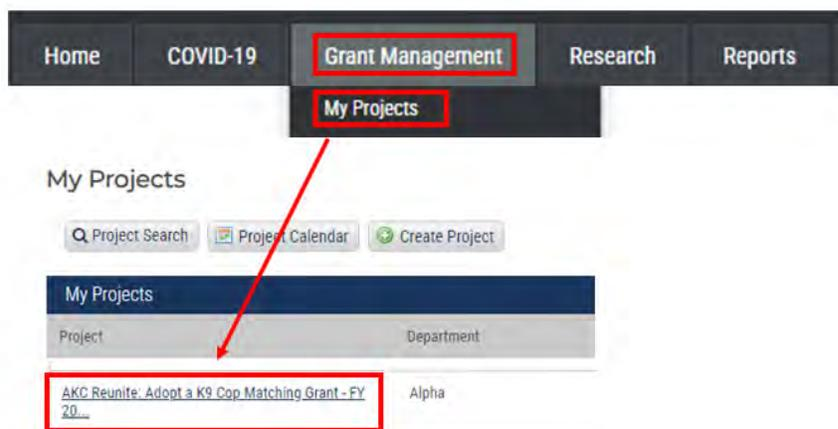 Home COVID-19 Grant Management Research Reports
My Projects
My Projects
Project Search Project Calendar Create Project
My Projects
Project Department
AKC Reunite: Adopt a K9 Cop Matching Grant - FY Alpha
20...